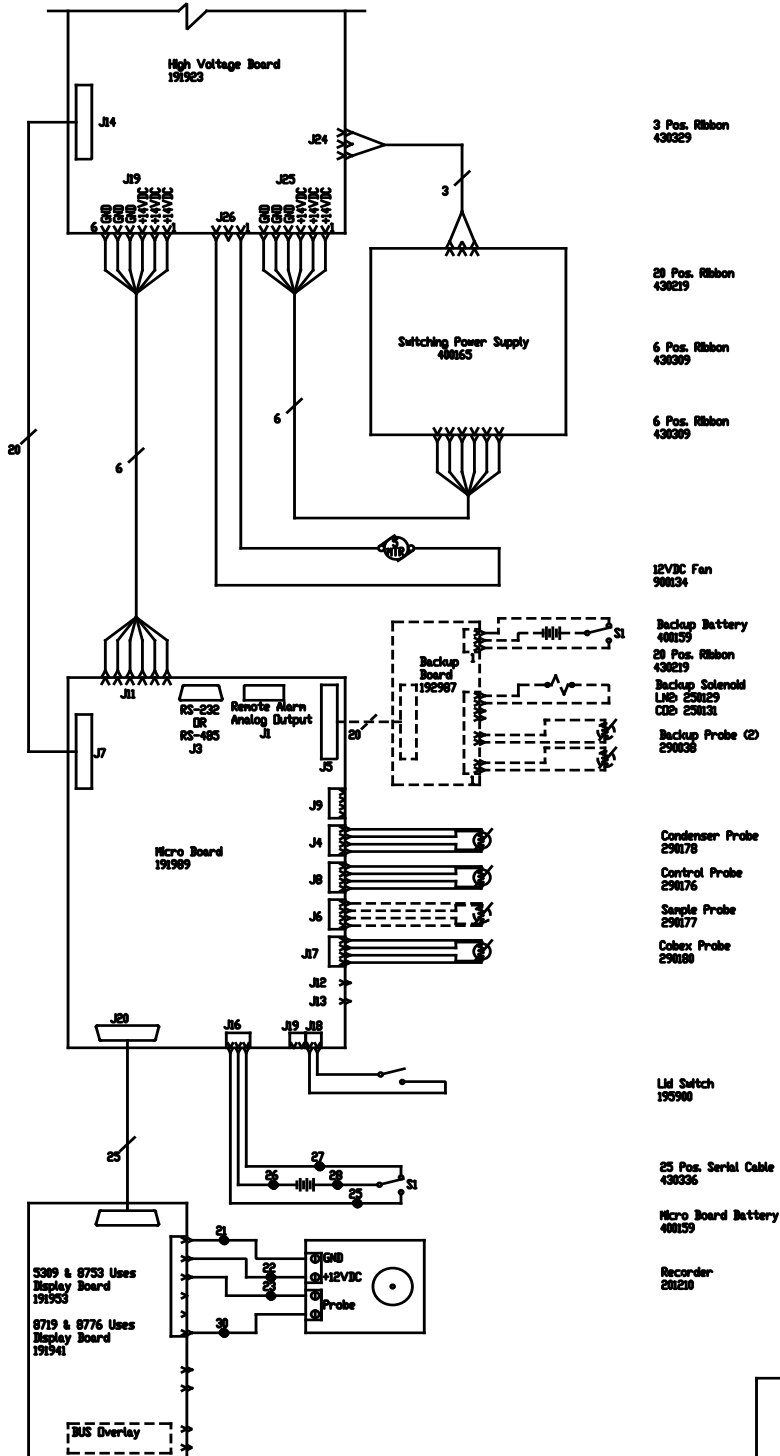 High Voltage Board
191923
J14
J24
3 Pos. Ribbon
430329
J19
J25
J26
6
GND
GND
GND
+14VDC
+14VDC
+14VDC
1
1
GND
GND
GND
+14VDC
+14VDC
+14VDC
1
3
20 Pos. Ribbon
430219
Switching Power Supply
400165
6 Pos. Ribbon
430309
6 Pos. Ribbon
430309
20
6
6
5
MTR
12VDC Fan
900134
Backup Battery
400159
S1
20 Pos. Ribbon
430219
Backup
Board
192987
1
Backup Solenoid
LN2: 250129
CO2: 250131
Backup Probe (2)
290038
1
J11
RS-232
OR
RS-485
J3
Remote Alarm
Analog Output
J1
20
J5
J7
J9
Micro Board
191989
J4
Condenser Probe
290178
J8
Control Probe
290176
J6
Sample Probe
290177
J17
Cobex Probe
290180
J12
J13
J20
J16
J19
J18
Lid Switch
195900
25
27
26
28
S1
25
25 Pos. Serial Cable
430336
Micro Board Battery
400159
21
GND
22
+12VDC
23
Probe
30
Recorder
201210
5309 & 8753 Uses
Display Board
191953
8719 & 8776 Uses
Display Board
191941
BUS Overlay